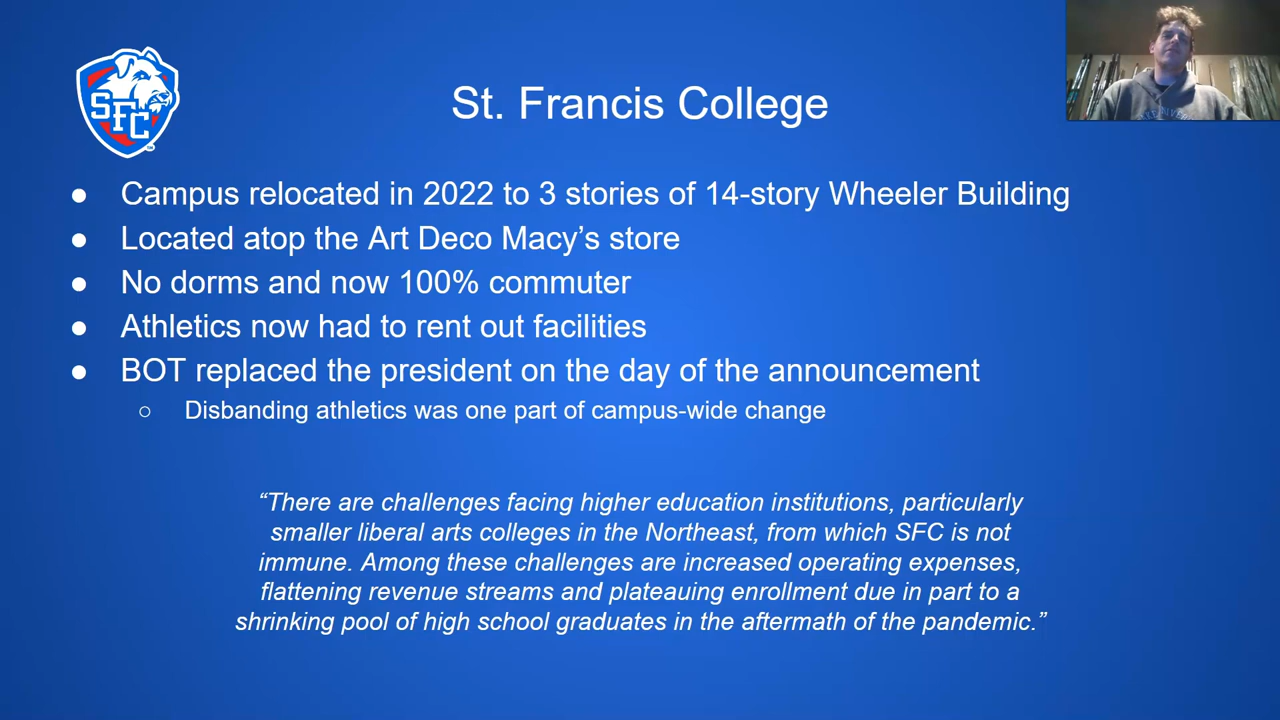 SFC
St. Francis College
● Campus relocated in 2022 to 3 stories of 14-story Wheeler Building
● Located atop the Art Deco Macy’s store
● No dorms and now 100% commuter
● Athletics now had to rent out facilities
● BOT replaced the president on the day of the announcement
○ Disbanding athletics was one part of campus-wide change
“There are challenges facing higher education institutions, particularly
smaller liberal arts colleges in the Northeast, from which SFC is not
immune. Among these challenges are increased operating expenses,
flattening revenue streams and plateauing enrollment due in part to a
shrinking pool of high school graduates in the aftermath of the pandemic.”